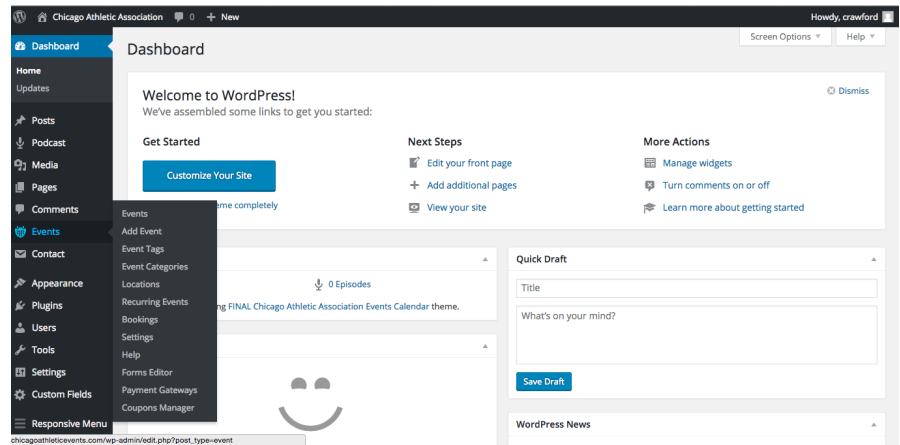 Chicago Athletic Association 0 + New
Howdy, crawford
Dashboard
Home
Updates
Posts
Podcast
Media
Pages
Comments
Events
Contact
Appearance
Plugins
Users
Tools
Settings
Custom Fields
Responsive Menu
Events
Add Event
Event Tags
Event Categories
Locations
Recurring Events
Bookings
Settings
Help
Forms Editor
Payment Gateways
Coupons Manager
Screen Options
Help
Dashboard
Welcome to WordPress!
Dismiss
We've assembled some links to get you started:
Get Started
Customize Your Site
completely
Next Steps
Edit your front page
Add additional pages
View your site
More Actions
Manage widgets
Turn comments on or off
Learn more about getting started
0 Episodes
FINAL Chicago Athletic Association Events Calendar theme.
Quick Draft
Title
What's on your mind?
Save Draft
WordPress News
chicagoathleticevents.com/wp-admin/edit.php?post_type=event